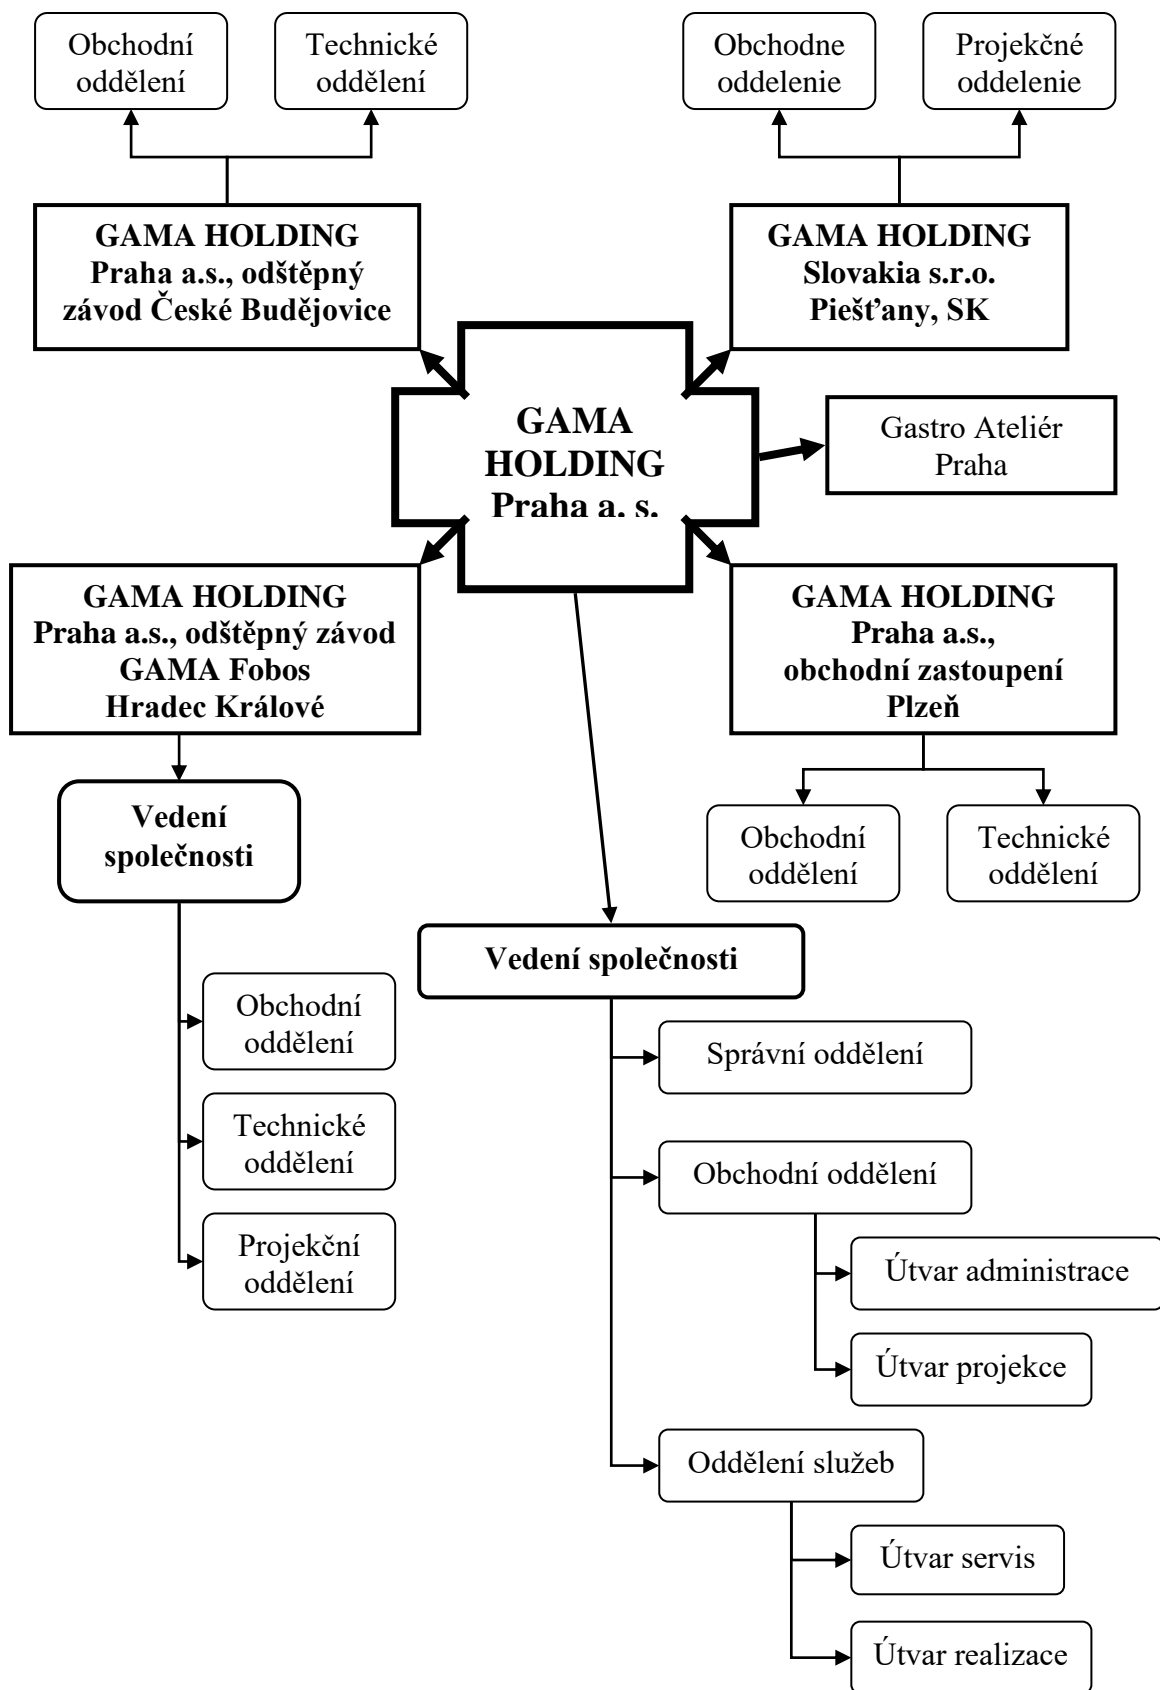 Obchodní
oddělení
Technické
oddělení
Obchodne
oddelenie
Projekčné
oddelenie
GAMA HOLDING
Praha a.s., odštěpný
závod České Budějovice
GAMA HOLDING
Slovakia s.r.o.
Piešťany, SK
GAMA
HOLDING
Praha a. s.
Gastro Ateliér
Praha
GAMA HOLDING
Praha a.s., odštěpný závod
GAMA Fobos
Hradec Králové
GAMA HOLDING
Praha a.s.,
obchodní zastoupení
Plzeň
Vedení
společnosti
Obchodní
oddělení
Technické
oddělení
Vedení společnosti
Obchodní
oddělení
Technické
oddělení
Projekční
oddělení
Správní oddělení
Obchodní oddělení
Útvar administrace
Útvar projekce
Oddělení služeb
Útvar servis
Útvar realizace